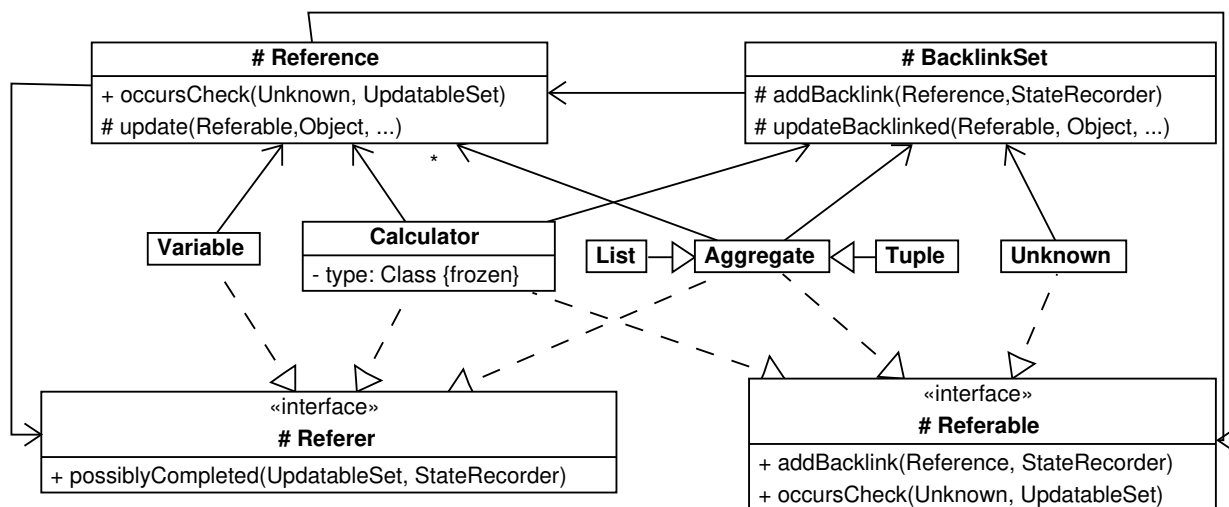 # Reference
+ occursCheck(Unknown, UpdatableSet)
# update(Referable,Object, ...)
# BacklinkSet
# addBacklink(Reference,StateRecorder)
# updateBacklinked(Referable, Object, ...)
*
Variable
Calculator
- type: Class {frozen}
List
Aggregate
Tuple
Unknown
«interface»
# Referer
+ possiblyCompleted(UpdatableSet, StateRecorder)
«interface»
# Referable
+ addBacklink(Reference, StateRecorder)
+ occursCheck(Unknown, UpdatableSet)